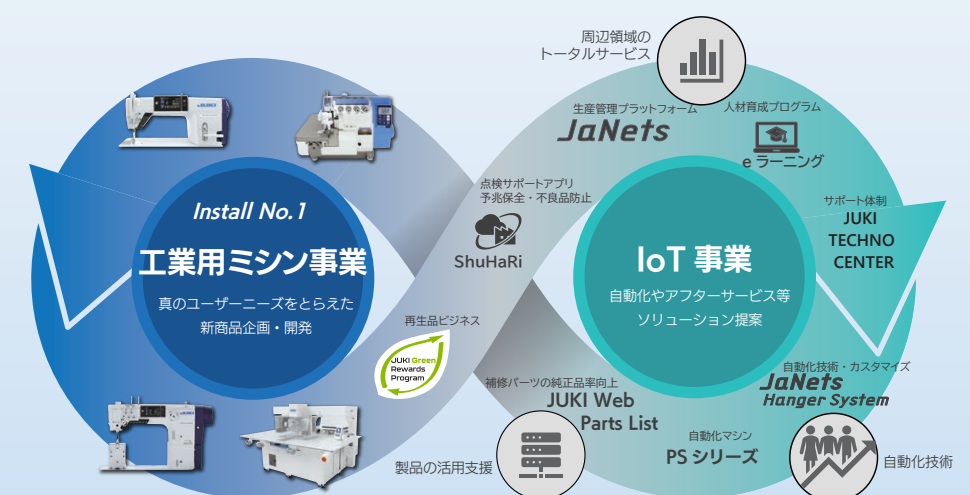 周辺領域の
トータルサービス
生産管理プラットフォーム
JaNets
人材育成プログラム
e ラーニング
点検サポートアプリ
予兆保全・不良品防止
ShuHaRi
サポート体制
JUKI
TECHNO
CENTER
Install No.1
工業用ミシン事業
真のユーザーニーズをとらえた
新商品企画・開発
IoT 事業
自動化やアフターサービス等
ソリューション提案
再生品ビジネス
JUKI Green
Rewards
Program
補修パーツの純正品率向上
JUKI Web
Parts List
製品の活用支援
自動化マシン
PS シリーズ
自動化技術・カスタマイズ
JaNets
Hanger System
自動化技術